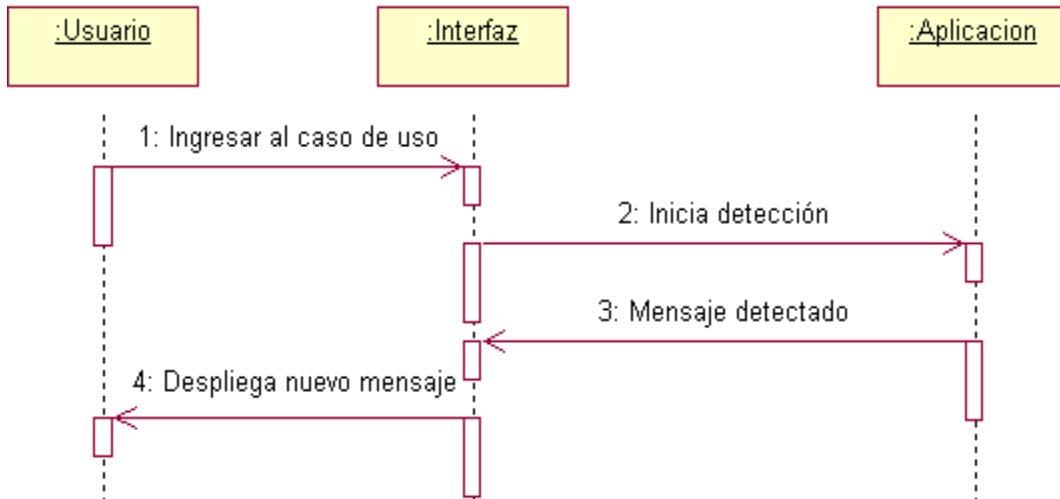 :Usuario
:Interfaz
:Aplicacion
1: Ingresar al caso de uso
2: Inicia detección
3: Mensaje detectado
4: Despliega nuevo mensaje